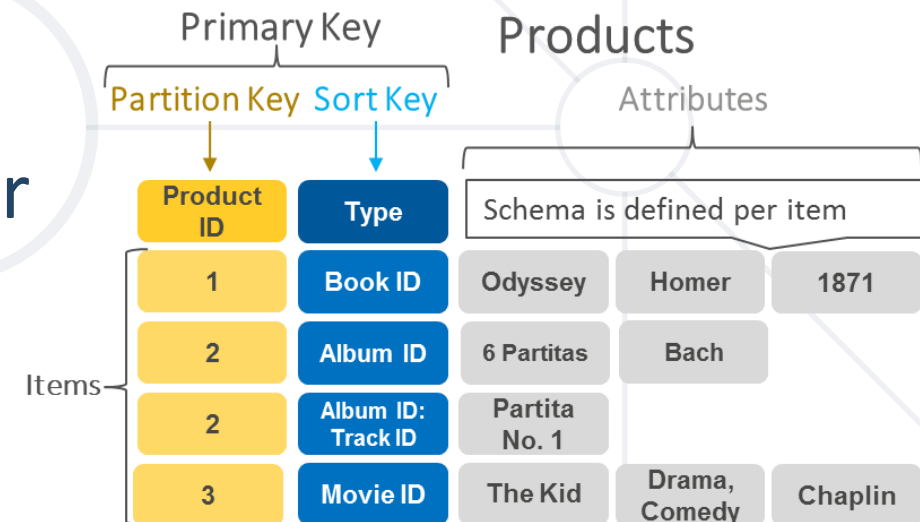 Primary Key
Products
Partition Key Sort Key
Attributes
r
Product
ID
Type
Schema is defined per item
Items
1
Book ID
Odyssey
Homer
1871
2
Album ID
6 Partitas
Bach
2
Album ID:
Track ID
Partita
No. 1
3
Movie ID
The Kid
Drama,
Comedy
Chaplin